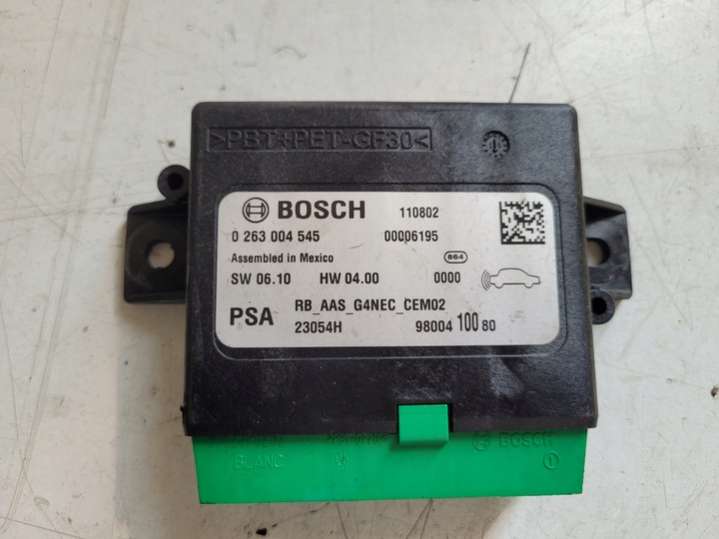 >PBT+PET-GF30<
BOSCH 110802
0 263 004 545 00006195
Assembled in Mexico 864
SW 06.10 HW 04.00 0000
PSA RB_AAS_G4NEC_CEM02
23054H 98004 100 80
BLANC BOSCH